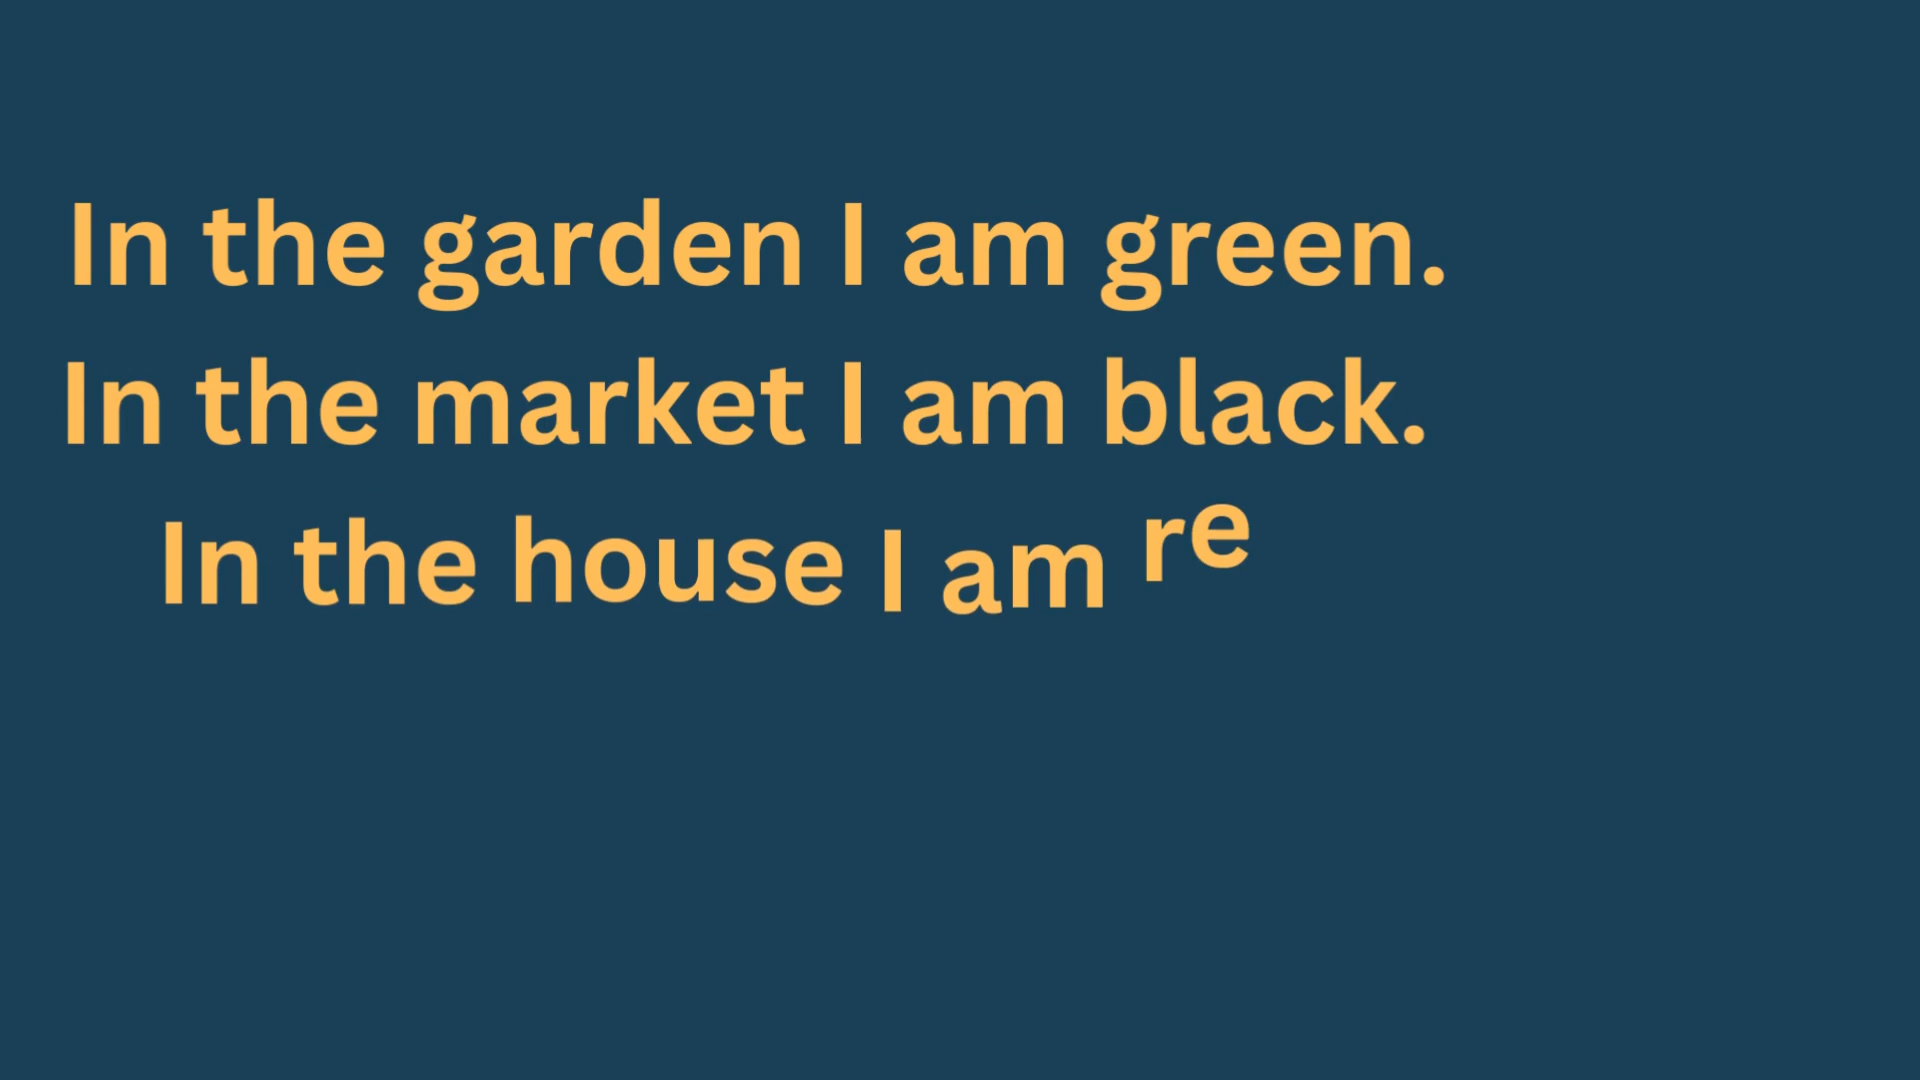 In the garden I am green.
In the market I am black.
In the house I am re